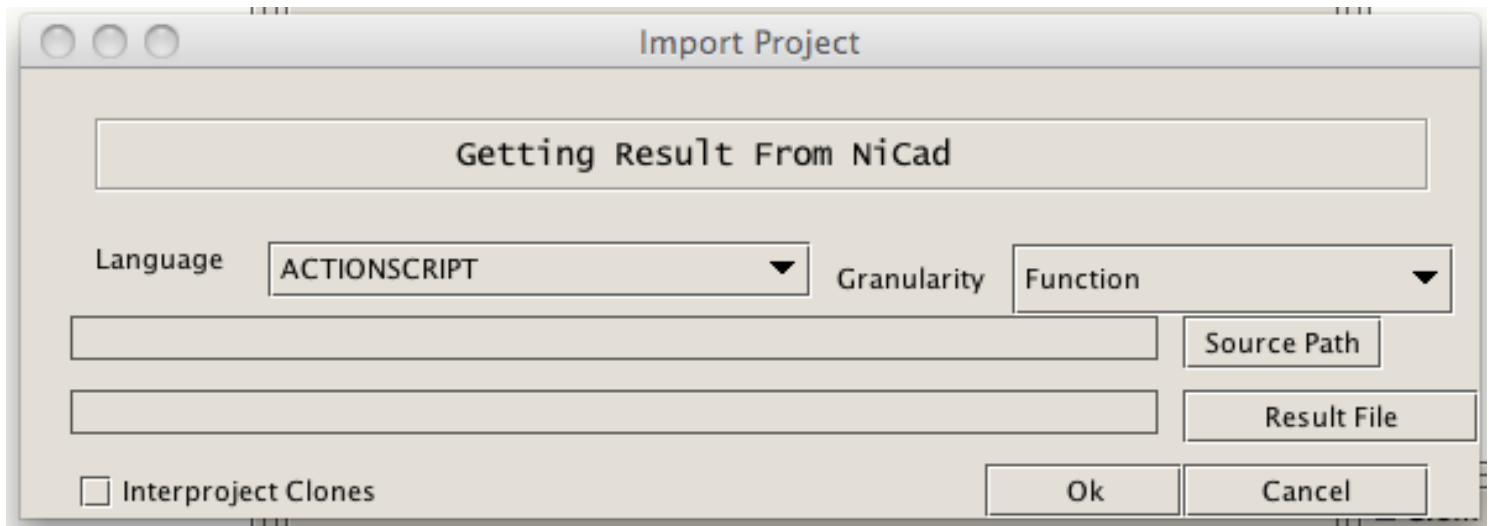 Import Project
Getting Result From NiCad
Language ACTIONSCRIPT Granularity Function
Source Path
Result File
Interproject Clones Ok Cancel